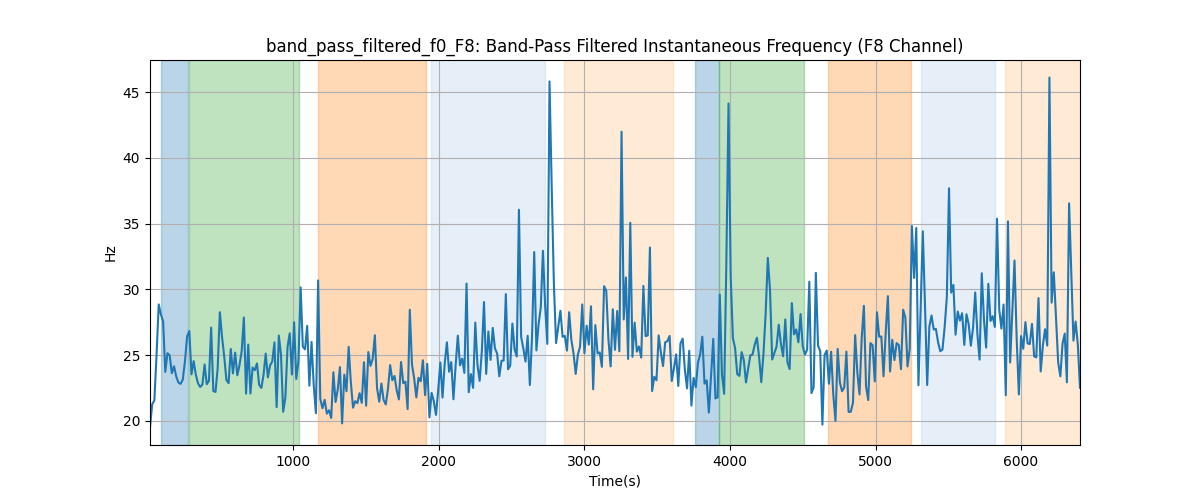 band_pass_filtered_f0_F8: Band-Pass Filtered Instantaneous Frequency (F8 Channel)
45
40
35
30
25
20
Hz
1000 2000 3000 4000 5000 6000
Time(s)